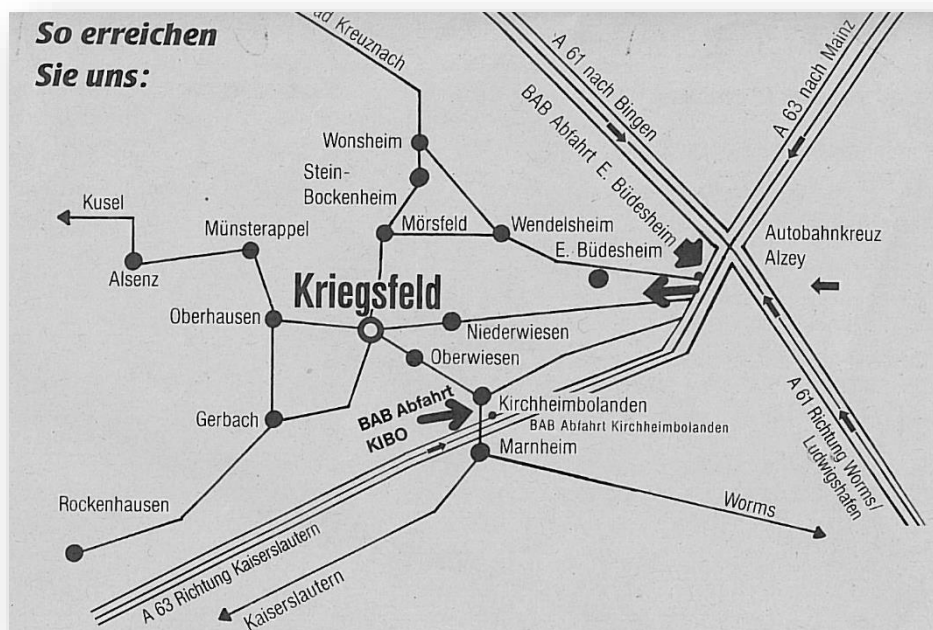 So erreichen
Sie uns:
ad Kreuznach
A 61 nach Bingen
BAB Abfahrt E. Büdesheim
A 63 nach Mainz
Wonsheim
Stein-
Bockenheim
Kusel
Münsterappel
Mörsfeld
Wendelsheim
E. Büdesheim
Autobahnkreuz
Alzey
Alsenz
Kriegsfeld
Oberhausen
Niederwiesen
Oberwiesen
Gerbach
BAB Abfahrt
KIBO
Kirchheimbolanden
BAB Abfahrt Kirchheimbolanden
Marnheim
A 61 Richtung Worms/
Ludwigshafen
Rockenhausen
Worms
A 63 Richtung Kaiserslautern
Kaiserslautern